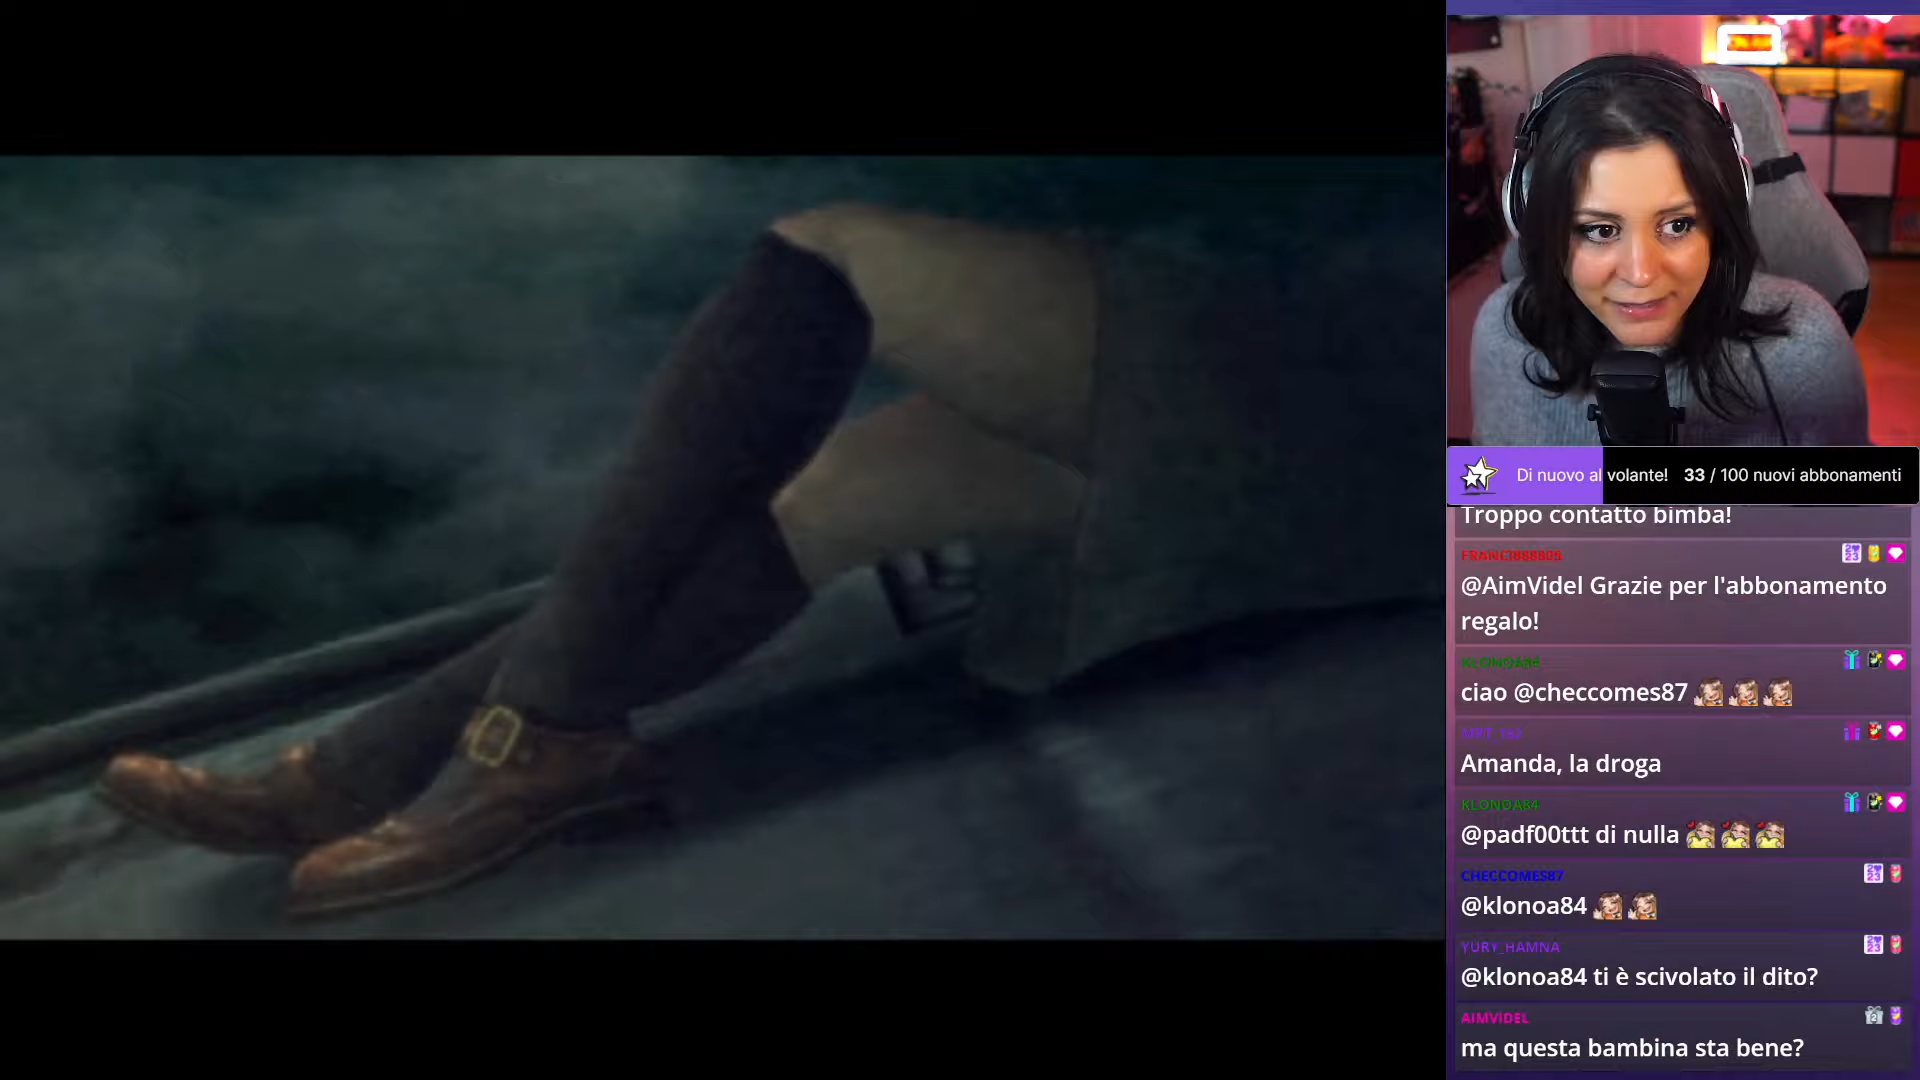 Di nuovo al volante! 33 / 100 nuovi abbonamenti
Troppo contatto bimba!
FRANCI888805
@AimVidel Grazie per l'abbonamento
regalo!
KLONOA84
ciao @checcomes87
Amanda, la droga
KLONOA84
@padf00ttt di nulla
CHECCOMES87
@klonoa84
YURY_HAMNA
@klonoa84 ti è scivolato il dito?
AIMVIDEL
ma questa bambina sta bene?